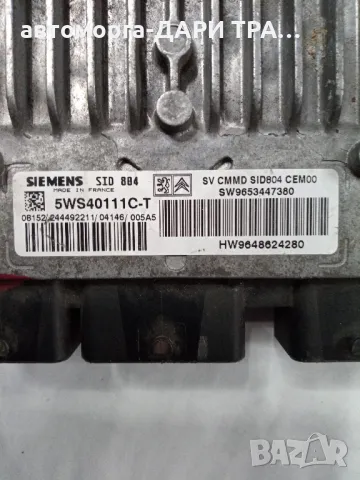 автоморга-ДАРИ ТРА...
SIEMENS SID 804
MADE IN FRANCE
5WS40111C-T
08152/244492211/04146/005A5
SV CMMD SID804 CEM00
SW9653447380
HW9648624280
BAZAR